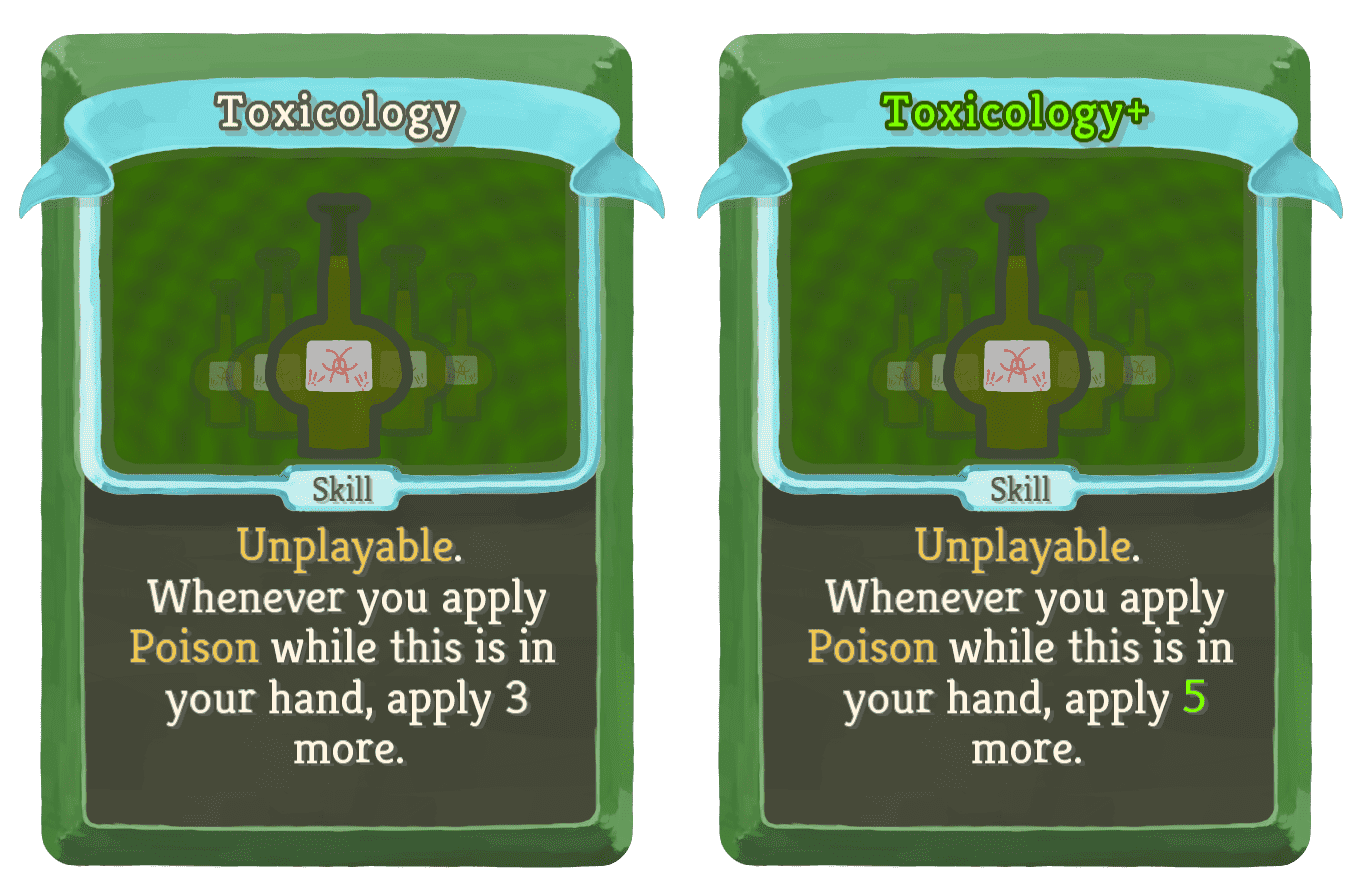 Toxicology
Skill
Unplayable.
Whenever you apply
Poison while this is in
your hand, apply 3
more.
Toxicology+
Skill
Unplayable.
Whenever you apply
Poison while this is in
your hand, apply 5
more.